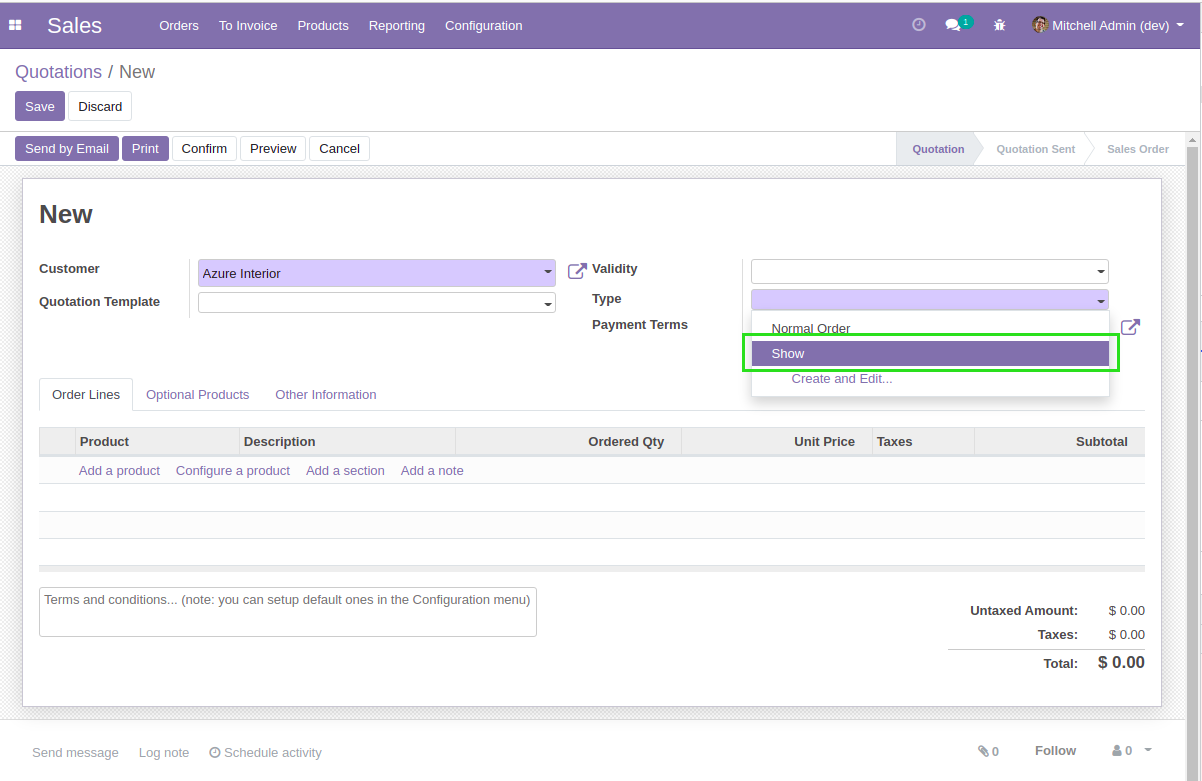 Sales Orders To Invoice Products Reporting Configuration 1 Mitchell Admin (dev)
Quotations / New
Save Discard
Send by Email Print Confirm Preview Cancel Quotation Quotation Sent Sales Order
New
Customer Azure Interior Validity
Quotation Template Type
Payment Terms
Normal Order
Show
Create and Edit...
Order Lines Optional Products Other Information
Product Description Ordered Qty Unit Price Taxes Subtotal
Add a product Configure a product Add a section Add a note
Terms and conditions... (note: you can setup default ones in the Configuration menu)
Untaxed Amount: $ 0.00
Taxes: $ 0.00
Total: $ 0.00
Send message Log note Schedule activity 0 Follow 0